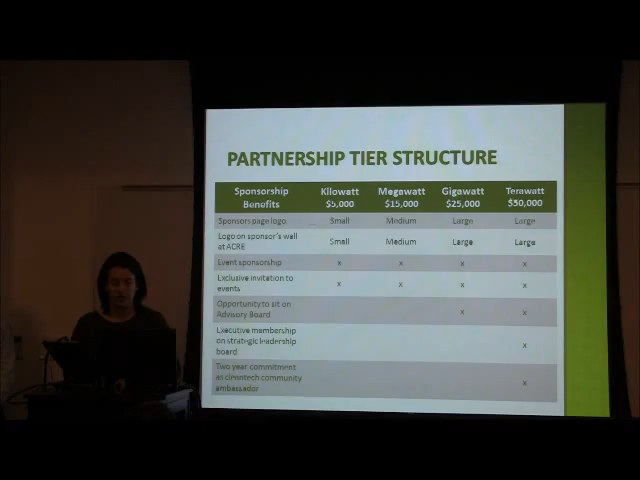 PARTNERSHIP TIER STRUCTURE
Sponsorship Benefits Kilowatt $5,000 Megawatt $15,000 Gigawatt $25,000 Terawatt $50,000
Sponsors page logo Small Medium Large Large
Logo on sponsor's wall at ACRE Small Medium Large Large
Event sponsorship x x x x
Exclusive invitation to events x x x x
Opportunity to sit on Advisory Board x x
Executive membership on strategic leadership board x
Two year commitment as cleantech community ambassador x